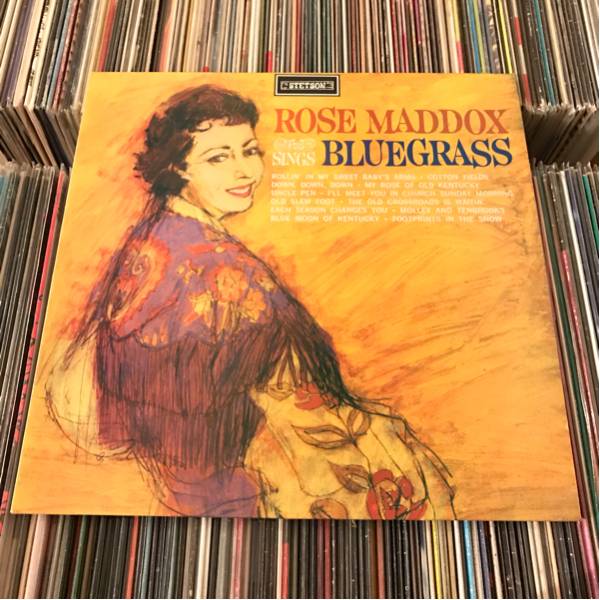 STETSON
ROSE MADDOX
SINGS BLUEGRASS
ROLLIN' IN MY SWEET BABY'S ARMS • COTTON FIELDS
DOWN, DOWN, DOWN • MY ROSE OF OLD KENTUCKY
UNCLE PEN • I'LL MEET YOU IN CHURCH SUNDAY MORNING
OLD SLEW FOOT • THE OLD CROSSROADS IS WAITIN'
EACH SEASON CHANGES YOU • MOLLEY AND TENBROOKS
BLUE MOON OF KENTUCKY • FOOTPRINTS IN THE SNOW